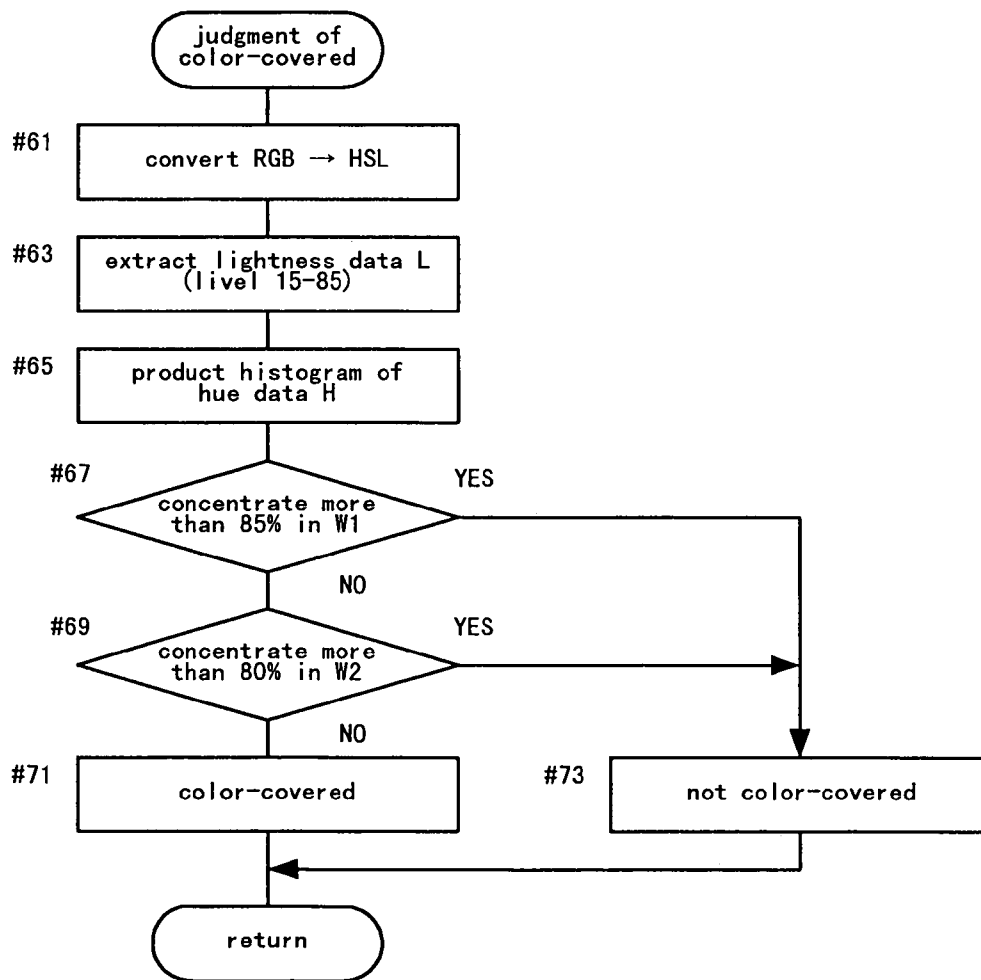 judgment of
color-covered
#61
convert RGB → HSL
#63
extract lightness data L
(livel 15-85)
#65
product histogram of
hue data H
#67
YES
concentrate more
than 85% in W1
NO
#69
YES
concentrate more
than 80% in W2
NO
#71
color-covered
#73
not color-covered
return